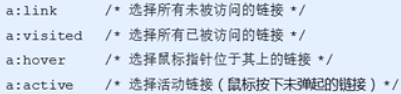 a:link /* 选择所有未被访问的链接 */
a:visited /* 选择所有已被访问的链接 */
a:hover /* 选择鼠标指针位于其上的链接 */
a:active /* 选择活动链接（鼠标按下未弹起的链接）*/